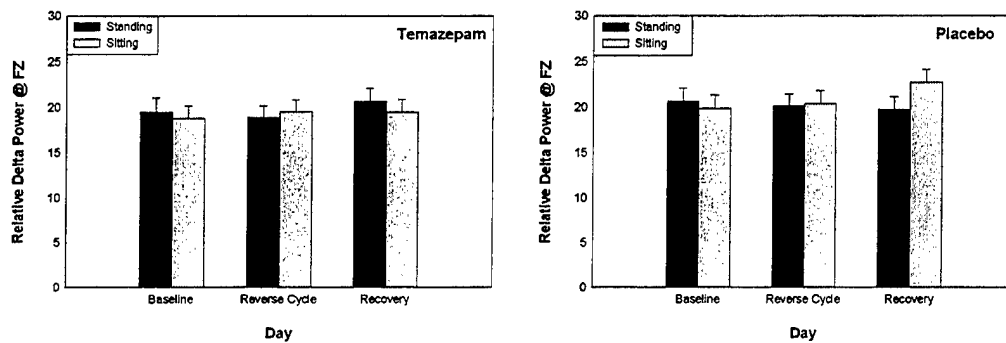 30
25
20
15
10
5
0
Relative Delta Power @ FZ
Standing
Sitting
Temazepam
Baseline
Reverse Cycle
Recovery
Day
30
25
20
15
10
5
0
Relative Delta Power @ FZ
Standing
Sitting
Placebo
Baseline
Reverse Cycle
Recovery
Day